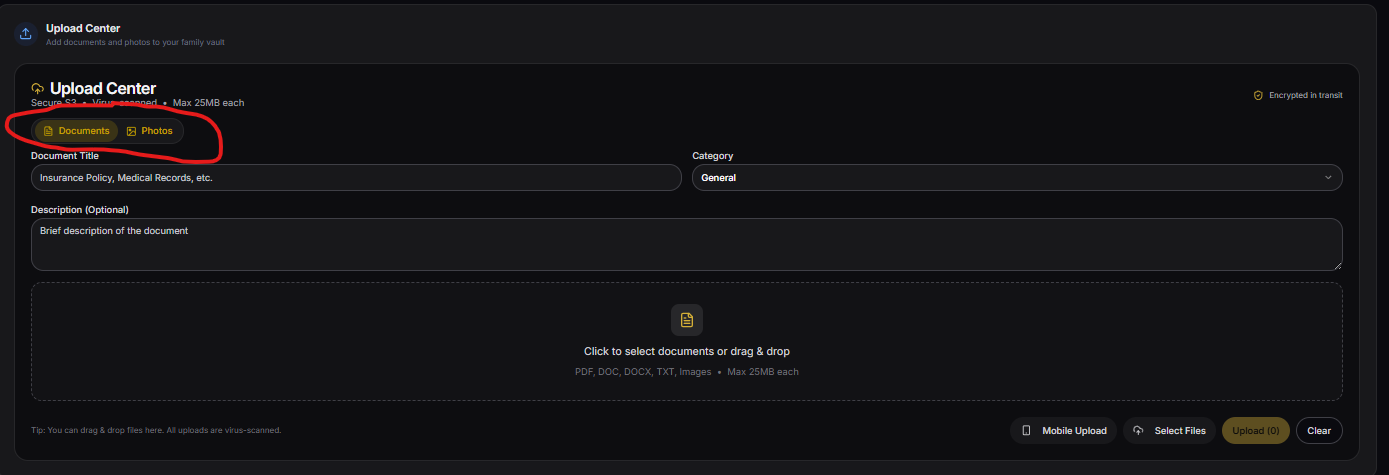 Upload Center
Add documents and photos to your family vault
Upload Center
Secure S3 • Virus-scanned • Max 25MB each
Encrypted in transit
Documents Photos
Document Title Category
Insurance Policy, Medical Records, etc. General
Description (Optional)
Brief description of the document
Click to select documents or drag & drop
PDF, DOC, DOCX, TXT, Images • Max 25MB each
Tip: You can drag & drop files here. All uploads are virus-scanned.
Mobile Upload Select Files Upload (0) Clear